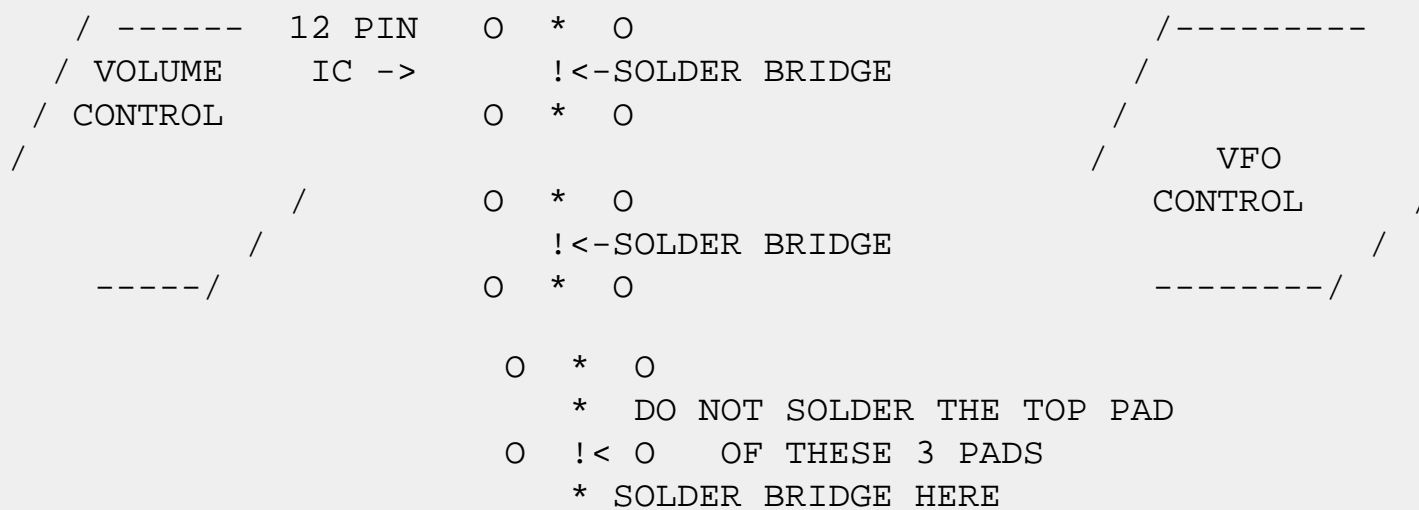 / ------ 12 PIN O * O /---------
/ VOLUME IC -> !<-SOLDER BRIDGE /
/ CONTROL O * O /
/ / VFO
/ O * O CONTROL /
/ !<-SOLDER BRIDGE /
-----/ O * O --------/
O * O
* DO NOT SOLDER THE TOP PAD
O !< O OF THESE 3 PADS
* SOLDER BRIDGE HERE